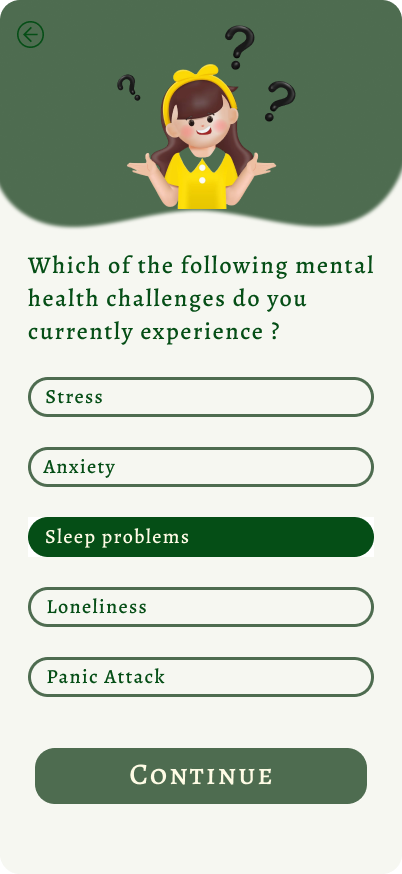 Which of the following mental
health challenges do you
currently experience ?
Stress
Anxiety
Sleep problems
Loneliness
Panic Attack
CONTINUE